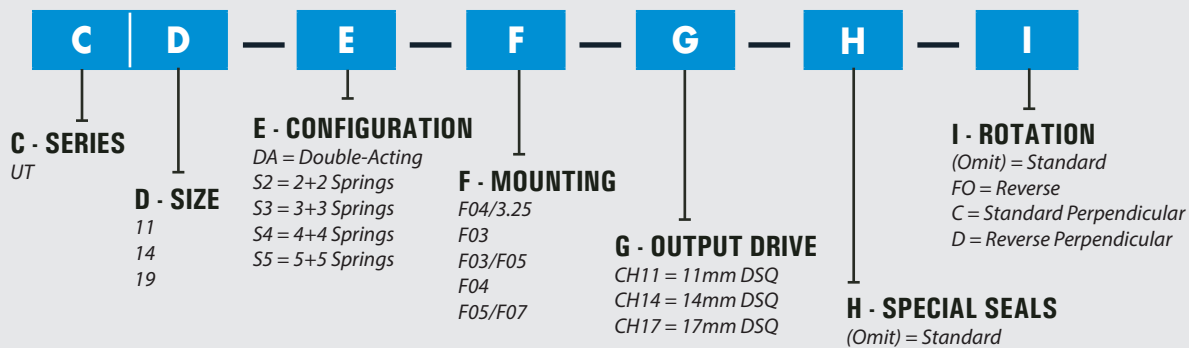 C D — E — F — G — H — I
C - SERIES
UT
D - SIZE
11
14
19
E - CONFIGURATION
DA = Double-Acting
S2 = 2+2 Springs
S3 = 3+3 Springs
S4 = 4+4 Springs
S5 = 5+5 Springs
F - MOUNTING
F04/3.25
F03
F03/F05
F04
F05/F07
G - OUTPUT DRIVE
CH11 = 11mm DSQ
CH14 = 14mm DSQ
CH17 = 17mm DSQ
H - SPECIAL SEALS
(Omit) = Standard
I - ROTATION
(Omit) = Standard
FO = Reverse
C = Standard Perpendicular
D = Reverse Perpendicular